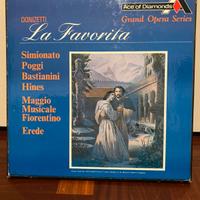 Ace of Diamonds
DONIZETTI
Grand Opera Series
La Favorita
Simionato
Poggi
Bastianini
Hines
Maggio
Musicale
Fiorentino
Erede